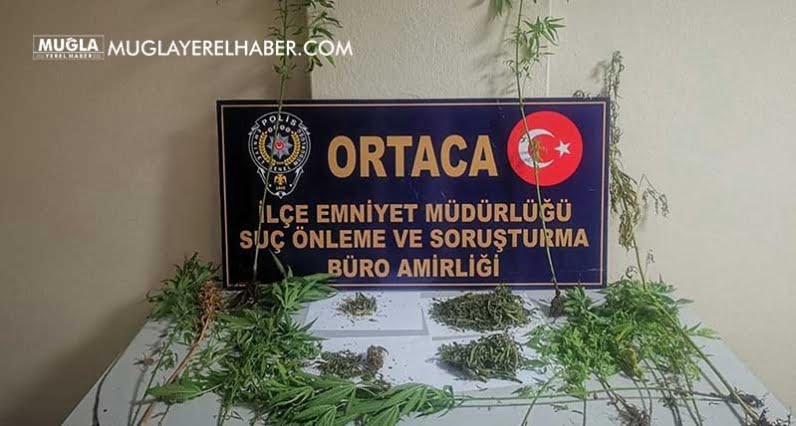 MUĞLA
YEREL HABER
MUGLAYERELHABER.COM
POLİS
ORTACA
İLÇE EMNİYET MÜDÜRLÜĞÜ
SUÇ ÖNLEME VE SORUŞTURMA
BÜRO AMİRLİĞİ